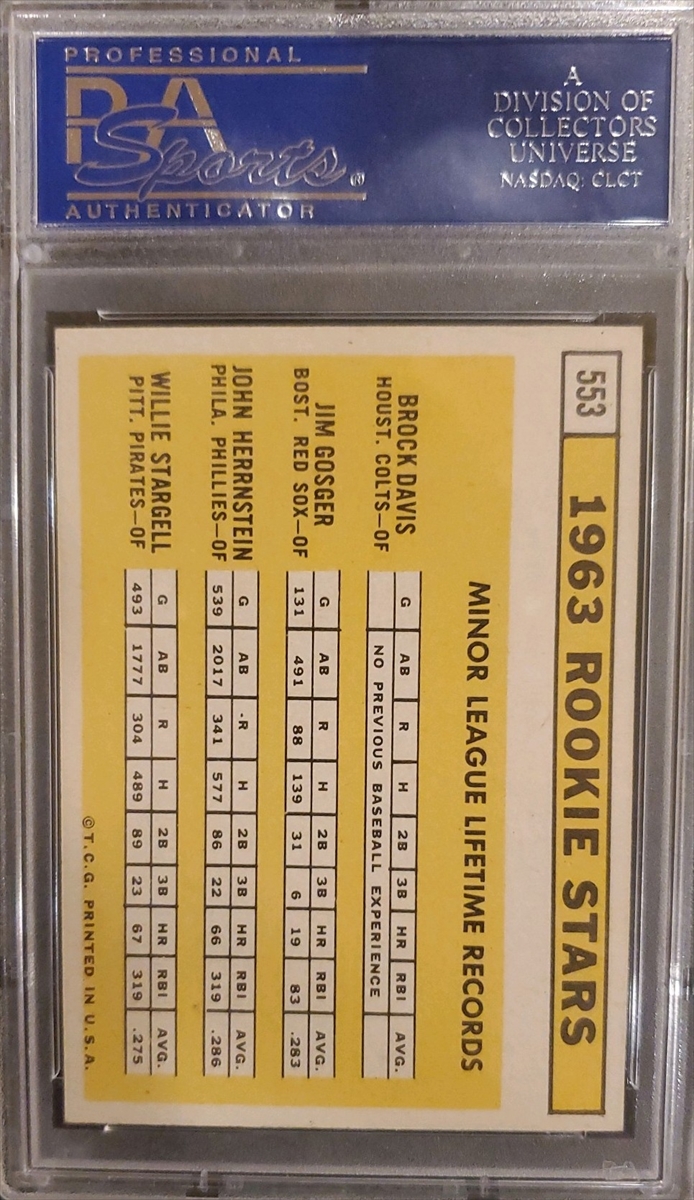 PROFESSIONAL
PSA
Sports®
AUTHENTICATOR
A
DIVISION OF
COLLECTORS
UNIVERSE
NASDAQ: CLCT
553 1963 ROOKIE STARS
MINOR LEAGUE LIFETIME RECORDS
BROCK DAVIS G AB R H 2B 3B HR RBI AVG.
HOUST. COLTS—OF NO PREVIOUS BASEBALL EXPERIENCE
JIM GOSGER G AB R H 2B 3B HR RBI AVG.
BOST. RED SOX—OF 131 491 88 139 31 6 19 83 .283
JOHN HERRNSTEIN G AB R H 2B 3B HR RBI AVG.
PHILA. PHILLIES—OF 539 2017 341 577 86 22 66 319 .286
WILLIE STARGELL G AB R H 2B 3B HR RBI AVG.
PITT. PIRATES—OF 493 1777 304 489 89 23 67 319 .275
©T.C.G. PRINTED IN U.S.A.
PSA